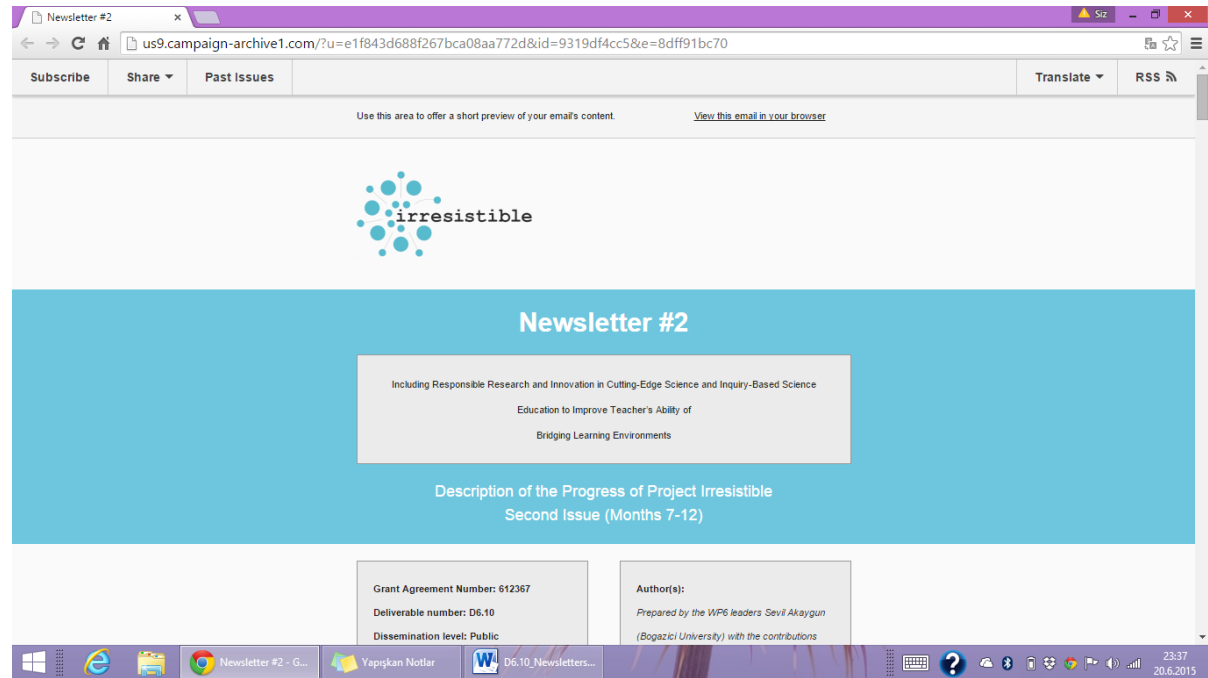 Newsletter #2
Siz
us9.campaign-archive1.com/?u=e1f843d688f267bca08aa772d&id=9319df4cc5&e=8dff91bc70
Subscribe Share Past Issues Translate RSS
Use this area to offer a short preview of your email's content. View this email in your browser
irresistible
Newsletter #2
Including Responsible Research and Innovation in Cutting-Edge Science and Inquiry-Based Science
Education to Improve Teacher's Ability of
Bridging Learning Environments
Description of the Progress of Project Irresistible
Second Issue (Months 7-12)
Grant Agreement Number: 612367
Deliverable number: D6.10
Dissemination level: Public
Author(s):
Prepared by the WP6 leaders Sevil Akaygun
(Bogazici University) with the contributions
Newsletter #2 - G... Yapışkan Notlar D6.10_Newsletters...
23:37
20.6.2015